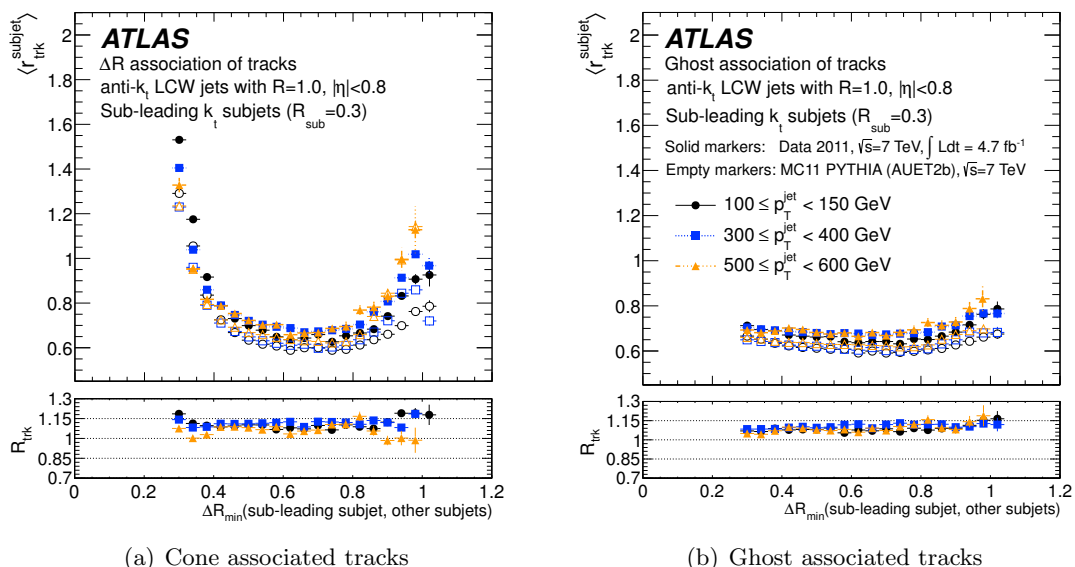 ATLAS
ΔR association of tracks
anti-k_t LCW jets with R=1.0, |η|<0.8
Sub-leading k_t subjets (R_sub=0.3)
⟨r_trk^subjet⟩
2
1.8
1.6
1.4
1.2
1
0.8
0.6
R_trk
1.3
1.15
1
0.85
0.7
0 0.2 0.4 0.6 0.8 1 1.2
ΔR_min(sub-leading subjet, other subjets)
(a) Cone associated tracks
ATLAS
Ghost association of tracks
anti-k_t LCW jets with R=1.0, |η|<0.8
Sub-leading k_t subjets (R_sub=0.3)
Solid markers: Data 2011, √s=7 TeV, ∫ Ldt = 4.7 fb⁻¹
Empty markers: MC11 PYTHIA (AUET2b), √s=7 TeV
100 ≤ p_T^jet < 150 GeV
300 ≤ p_T^jet < 400 GeV
500 ≤ p_T^jet < 600 GeV
⟨r_trk^subjet⟩
2
1.8
1.6
1.4
1.2
1
0.8
0.6
R_trk
1.3
1.15
1
0.85
0.7
0 0.2 0.4 0.6 0.8 1 1.2
ΔR_min(sub-leading subjet, other subjets)
(b) Ghost associated tracks